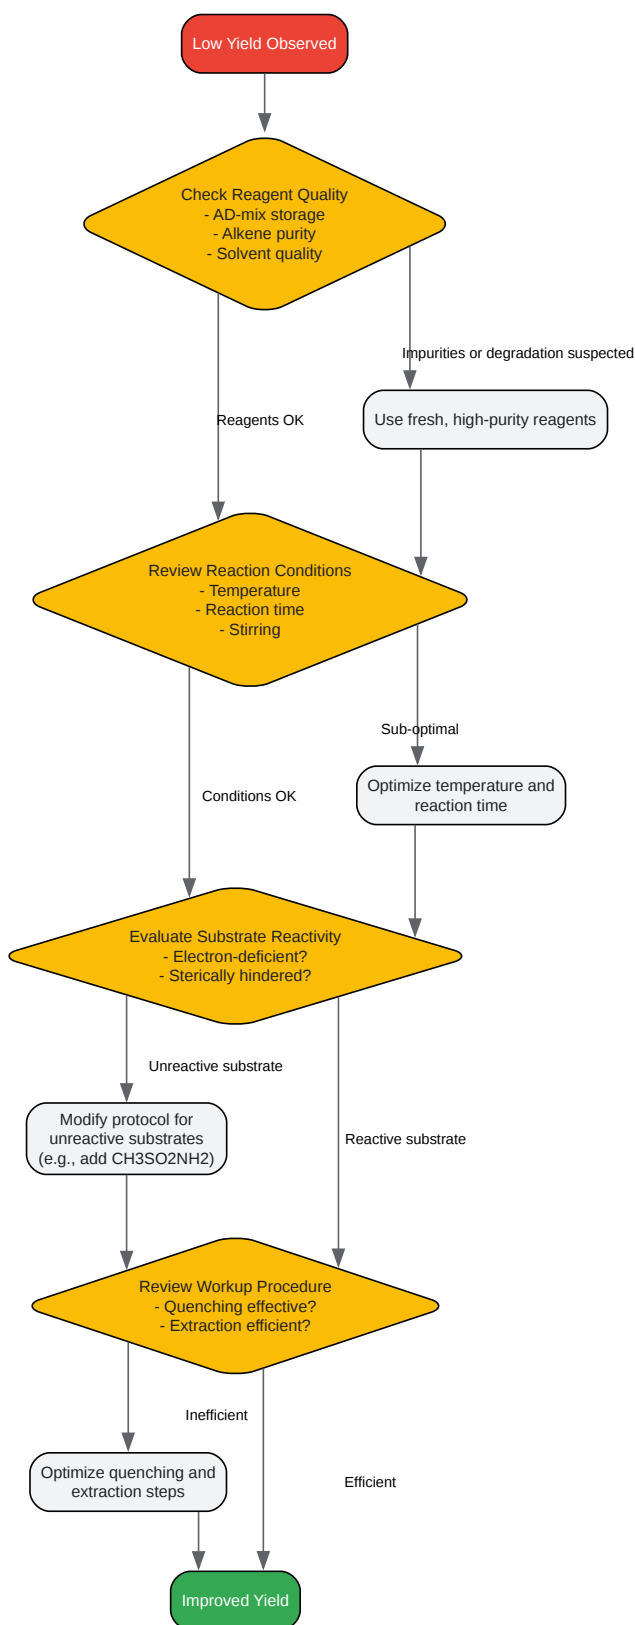 Low Yield Observed
Check Reagent Quality
- AD-mix storage
- Alkene purity
- Solvent quality
Impurities or degradation suspected
Use fresh, high-purity reagents
Reagents OK
Review Reaction Conditions
- Temperature
- Reaction time
- Stirring
Sub-optimal
Optimize temperature and
reaction time
Conditions OK
Evaluate Substrate Reactivity
- Electron-deficient?
- Sterically hindered?
Unreactive substrate
Modify protocol for
unreactive substrates
(e.g., add CH3SO2NH2)
Reactive substrate
Review Workup Procedure
- Quenching effective?
- Extraction efficient?
Inefficient
Optimize quenching and
extraction steps
Efficient
Improved Yield